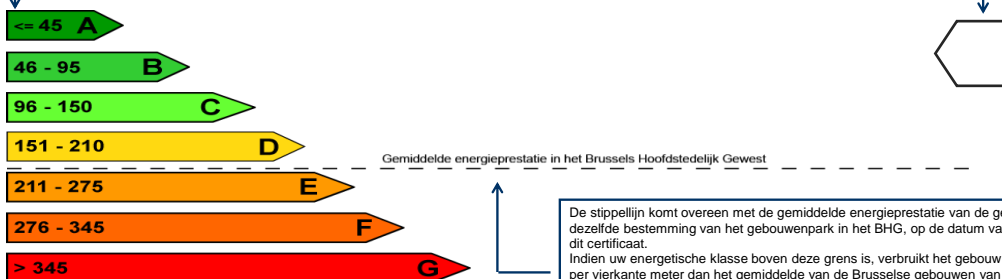 <= 45 A
46 - 95 B
96 - 150 C
151 - 210 D
Gemiddelde energieprestatie in het Brussels Hoofdstedelijk Gewest
211 - 275 E
276 - 345 F
> 345 G
De stippellijn komt overeen met de gemiddelde energieprestatie van de
dezelfde bestemming van het gebouwenpark in het BHG, op de datum
dit certificaat.
Indien uw energetische klasse boven deze grens is, verbruikt het
per vierkante meter dan het gemiddelde van de Brusselse gebouwen van